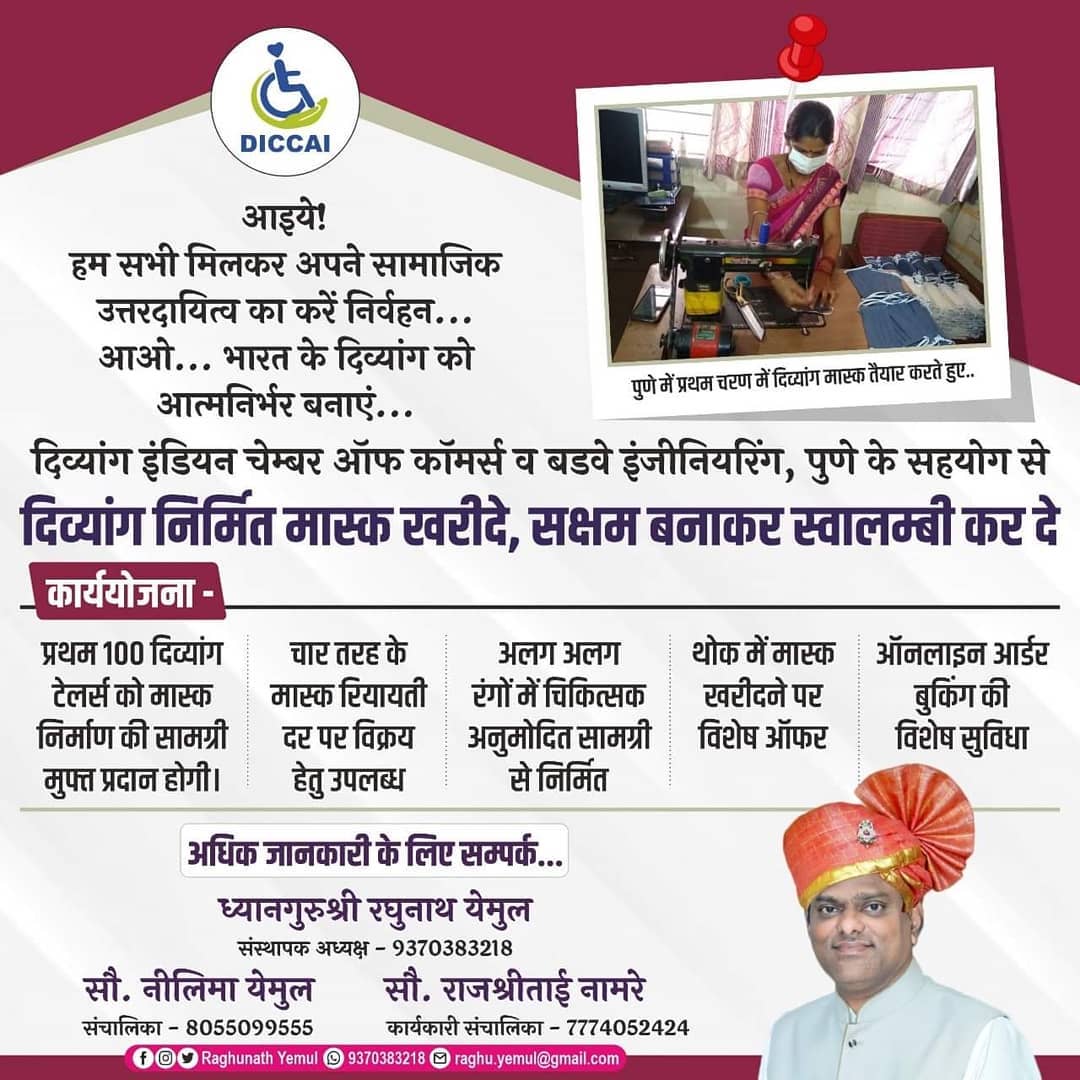 DICCAI
आइये!
हम सभी मिलकर अपने सामाजिक
उत्तरदायित्व का करें निर्वहन...
आओ... भारत के दिव्यांग को
आत्मनिर्भर बनाएं...
पुणे में प्रथम चरण में दिव्यांग मास्क तैयार करते हुए..
दिव्यांग इंडियन चेम्बर ऑफ कॉमर्स व बडवे इंजीनियरिंग, पुणे के सहयोग से
दिव्यांग निर्मित मास्क खरीदे, सक्षम बनाकर स्वालम्बी कर दे
कार्ययोजना -
प्रथम 100 दिव्यांग
टेलर्स को मास्क
निर्माण की सामग्री
मुफ्त प्रदान होगी।
चार तरह के
मास्क रियायती
दर पर विक्रय
हेतु उपलब्ध
अलग अलग
रंगों में चिकित्सक
अनुमोदित सामग्री
से निर्मित
थोक में मास्क
खरीदने पर
विशेष ऑफर
ऑनलाइन आर्डर
बुकिंग की
विशेष सुविधा
अधिक जानकारी के लिए सम्पर्क...
ध्यानगुरुश्री रघुनाथ येमुल
संस्थापक अध्यक्ष - 9370383218
सौ. नीलिमा येमुल
संचालिका - 8055099555
सौ. राजश्रीताई नामरे
कार्यकारी संचालिका - 7774052424
Raghunath Yemul 9370383218 raghu.yemul@gmail.com